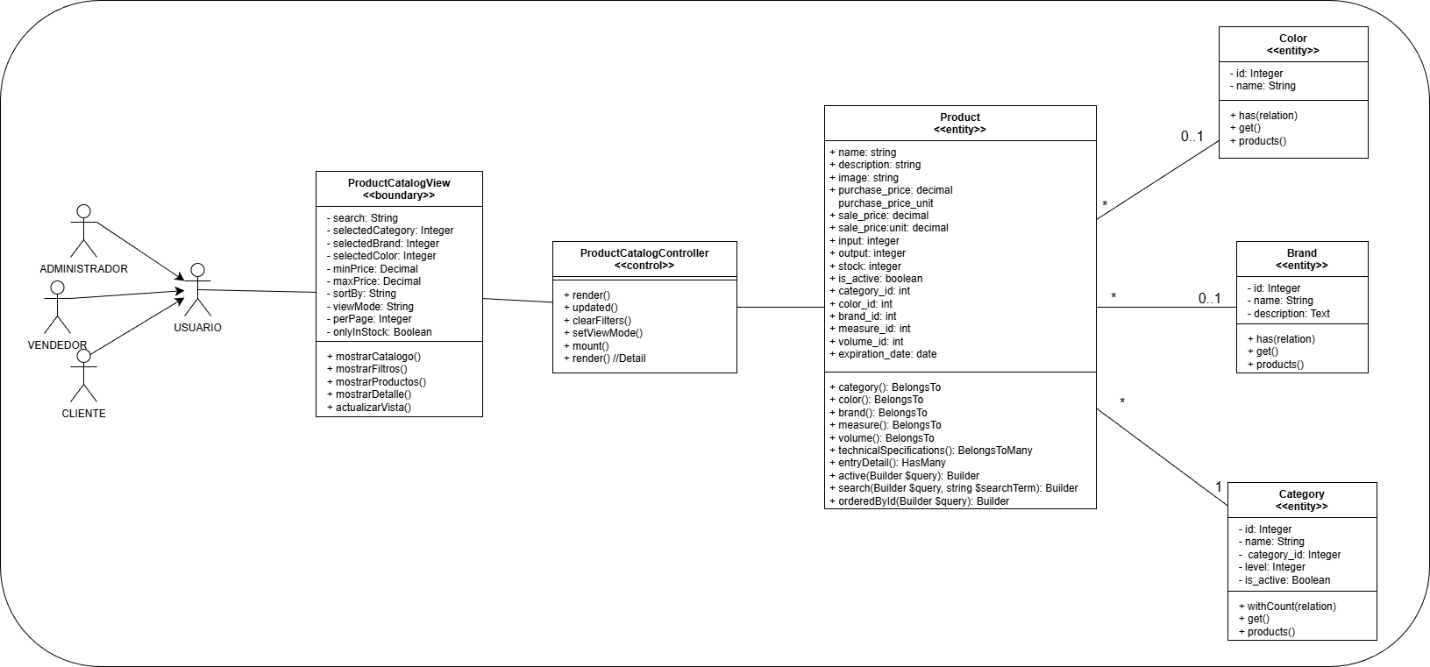 ADMINISTRADOR
VENDEDOR
CLIENTE
USUARIO
ProductCatalogView
<<boundary>>
- search: String
- selectedCategory: Integer
- selectedBrand: Integer
- selectedColor: Integer
- minPrice: Decimal
- maxPrice: Decimal
- sortBy: String
- viewMode: String
- perPage: Integer
- onlyInStock: Boolean
+ mostrarCatalogo()
+ mostrarFiltros()
+ mostrarProductos()
+ mostrarDetalle()
+ actualizarVista()
ProductCatalogController
<<control>>
+ render()
+ updated()
+ clearFilters()
+ setViewMode()
+ mount()
+ render() //Detail
Product
<<entity>>
+ name: string
+ description: string
+ image: string
+ purchase_price: decimal
purchase_price_unit
+ sale_price: decimal
+ sale_price:unit: decimal
+ input: integer
+ output: integer
+ stock: integer
+ is_active: boolean
+ category_id: int
+ color_id: int
+ brand_id: int
+ measure_id: int
+ volume_id: int
+ expiration_date: date
+ category(): BelongsTo
+ color(): BelongsTo
+ brand(): BelongsTo
+ measure(): BelongsTo
+ volume(): BelongsTo
+ technicalSpecifications(): BelongsToMany
+ entryDetail(): HasMany
+ active(Builder $query): Builder
+ search(Builder $query, string $searchTerm): Builder
+ orderedById(Builder $query): Builder
*
0..1
*
0..1
*
1
Color
<<entity>>
- id: Integer
- name: String
+ has(relation)
+ get()
+ products()
Brand
<<entity>>
- id: Integer
- name: String
- description: Text
+ has(relation)
+ get()
+ products()
Category
<<entity>>
- id: Integer
- name: String
- category_id: Integer
- level: Integer
- is_active: Boolean
+ withCount(relation)
+ get()
+ products()